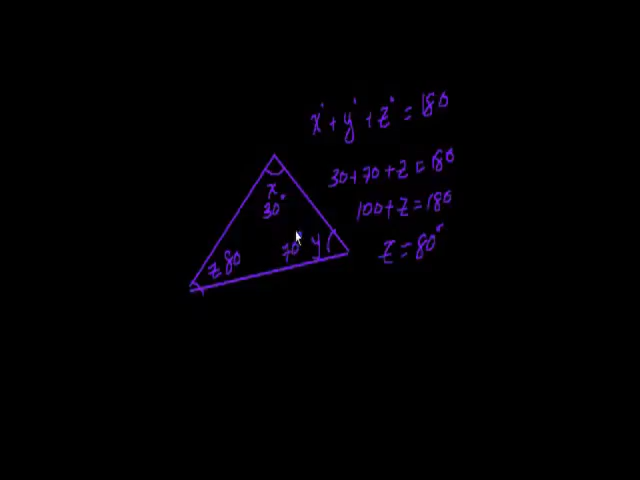 x° + y° + z° = 180
30+70 + z = 180
100 + z = 180
z = 80°
x
30°
70° y
z 80